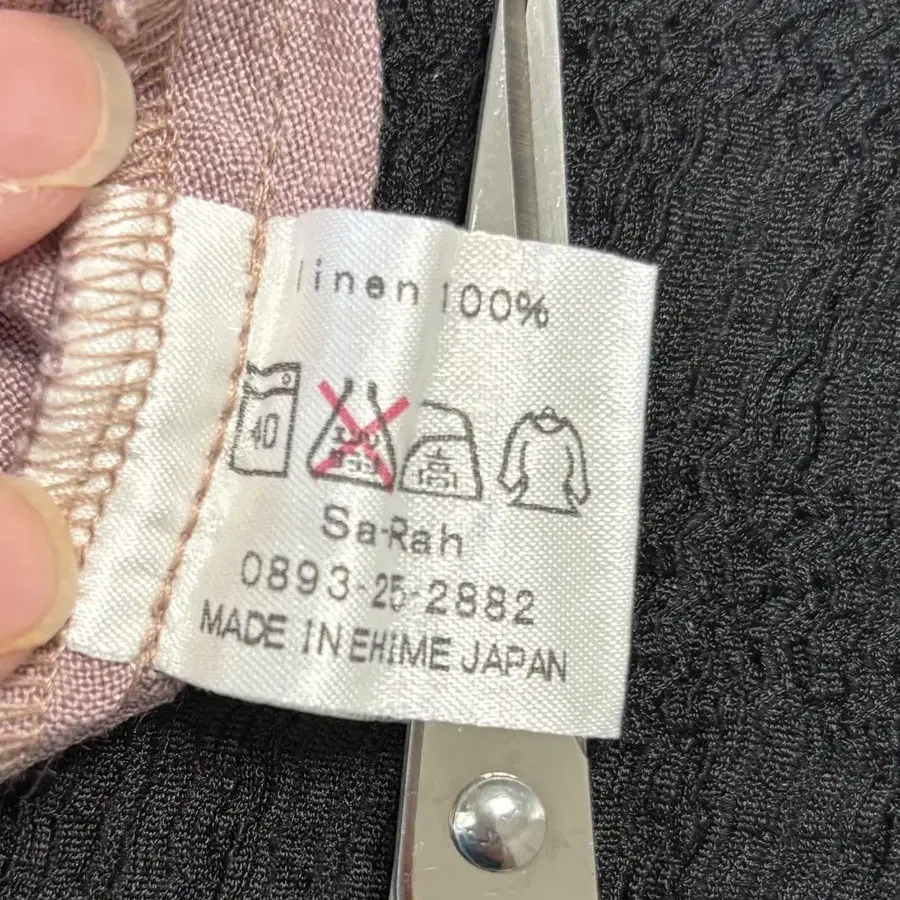 linen 100%
40
高
Sa-Rah
0893-25-2882
MADE IN EHIME JAPAN